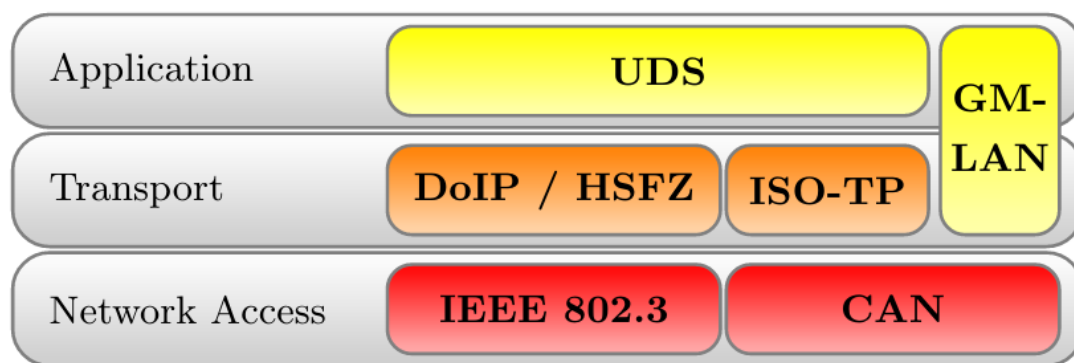 Application
UDS
GM-
LAN
Transport
DoIP / HSFZ
ISO-TP
Network Access
IEEE 802.3
CAN